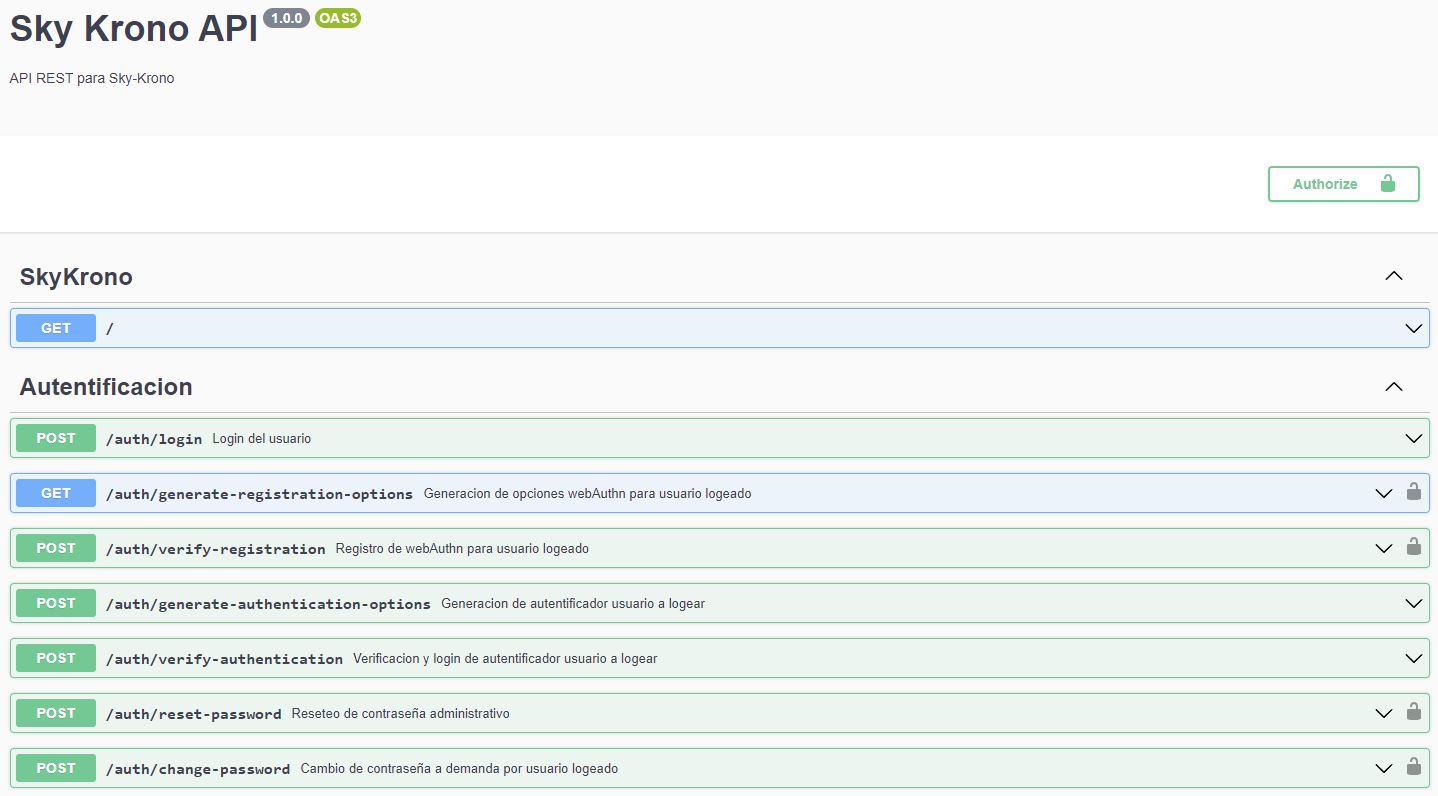 Sky Krono API 1.0.0 OAS3
API REST para Sky-Krono
Authorize
SkyKrono
GET /
Autentificacion
POST /auth/login Login del usuario
GET /auth/generate-registration-options Generacion de opciones webAuthn para usuario logeado
POST /auth/verify-registration Registro de webAuthn para usuario logeado
POST /auth/generate-authentication-options Generacion de autentificador usuario a logear
POST /auth/verify-authentication Verificacion y login de autentificador usuario a logear
POST /auth/reset-password Reseteo de contraseña administrativo
POST /auth/change-password Cambio de contraseña a demanda por usuario logeado